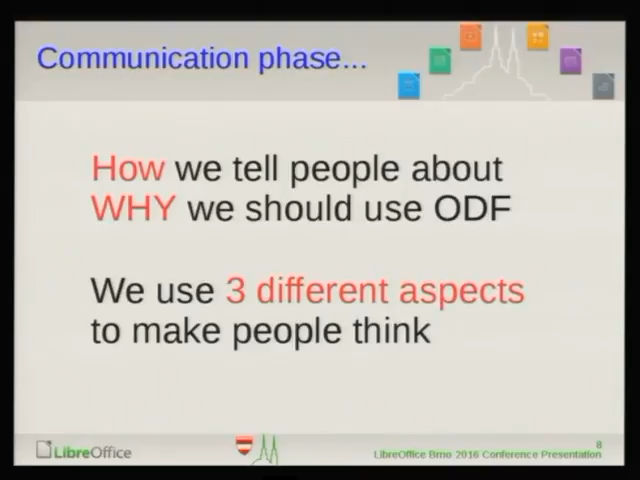 Communication phase...
How we tell people about
WHY we should use ODF
We use 3 different aspects
to make people think
LibreOffice
8
LibreOffice Brno 2016 Conference Presentation